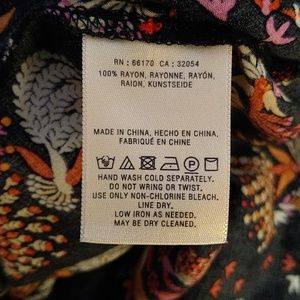 RN : 66170 CA : 32054
100% RAYON, RAYONNE, RAYÓN,
RAION, KUNSTSEIDE
MADE IN CHINA, HECHO EN CHINA,
FABRIQUÉ EN CHINE
HAND WASH COLD SEPARATELY.
DO NOT WRING OR TWIST.
USE ONLY NON-CHLORINE BLEACH.
LINE DRY.
LOW IRON AS NEEDED.
MAY BE DRY CLEANED.